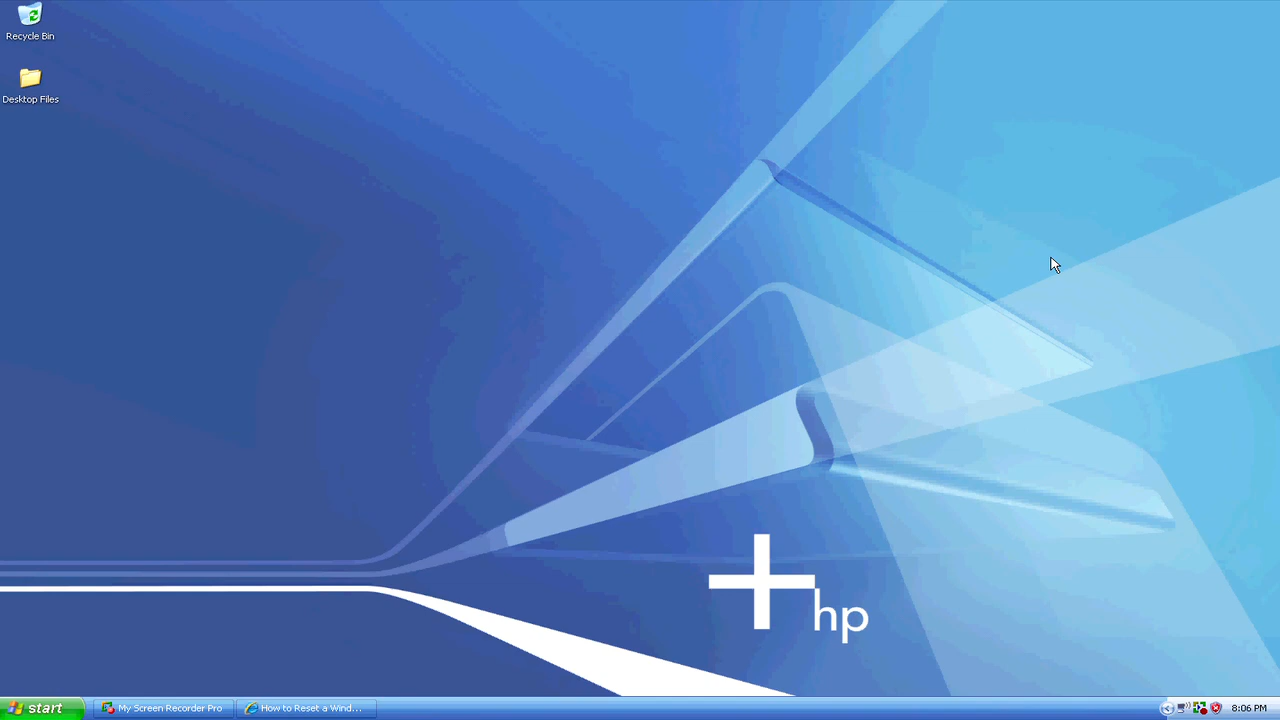 Recycle Bin
Desktop Files
hp
start
My Screen Recorder Pro
How to Reset a Wind...
8:06 PM